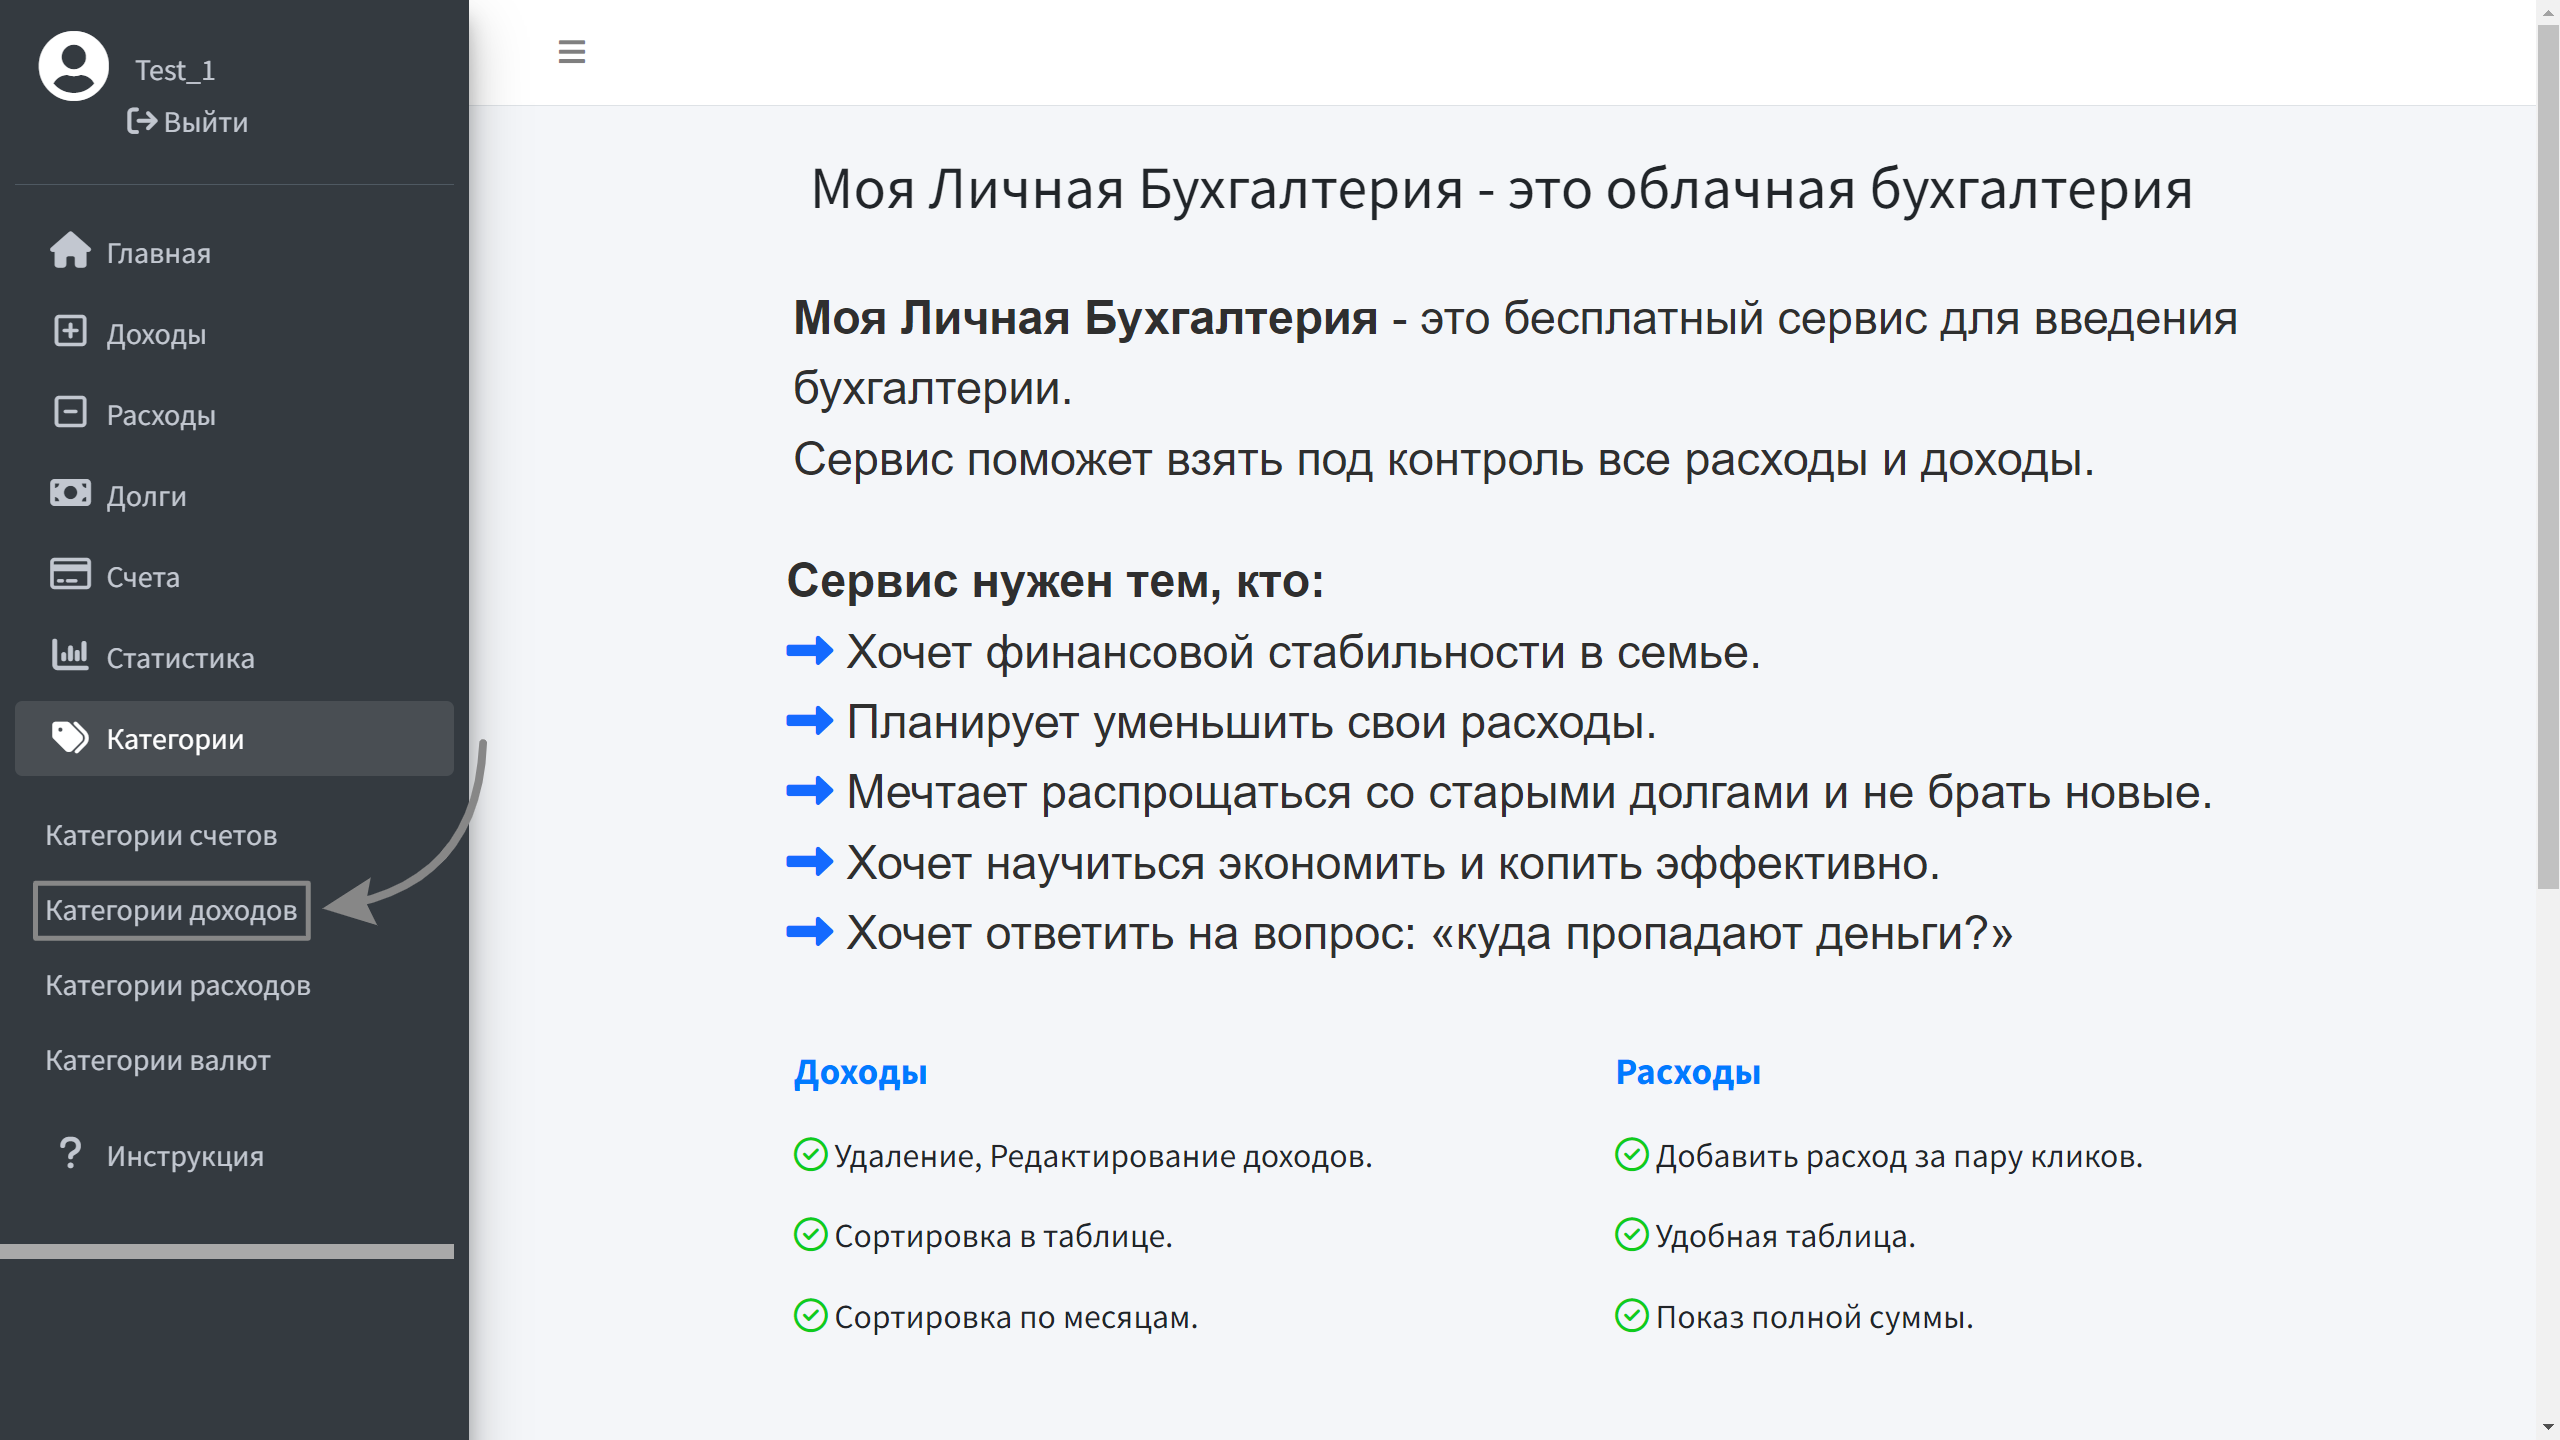 Test_1
Выйти
Главная
Доходы
Расходы
Долги
Счета
Статистика
Категории
Категории счетов
Категории доходов
Категории расходов
Категории валют
Инструкция
Моя Личная Бухгалтерия - это облачная бухгалтерия
Моя Личная Бухгалтерия - это бесплатный сервис для введения
бухгалтерии.
Сервис поможет взять под контроль все расходы и доходы.
Сервис нужен тем, кто:
Хочет финансовой стабильности в семье.
Планирует уменьшить свои расходы.
Мечтает распрощаться со старыми долгами и не брать новые.
Хочет научиться экономить и копить эффективно.
Хочет ответить на вопрос: «куда пропадают деньги?»
Доходы
Удаление, Редактирование доходов.
Сортировка в таблице.
Сортировка по месяцам.
Расходы
Добавить расход за пару кликов.
Удобная таблица.
Показ полной суммы.